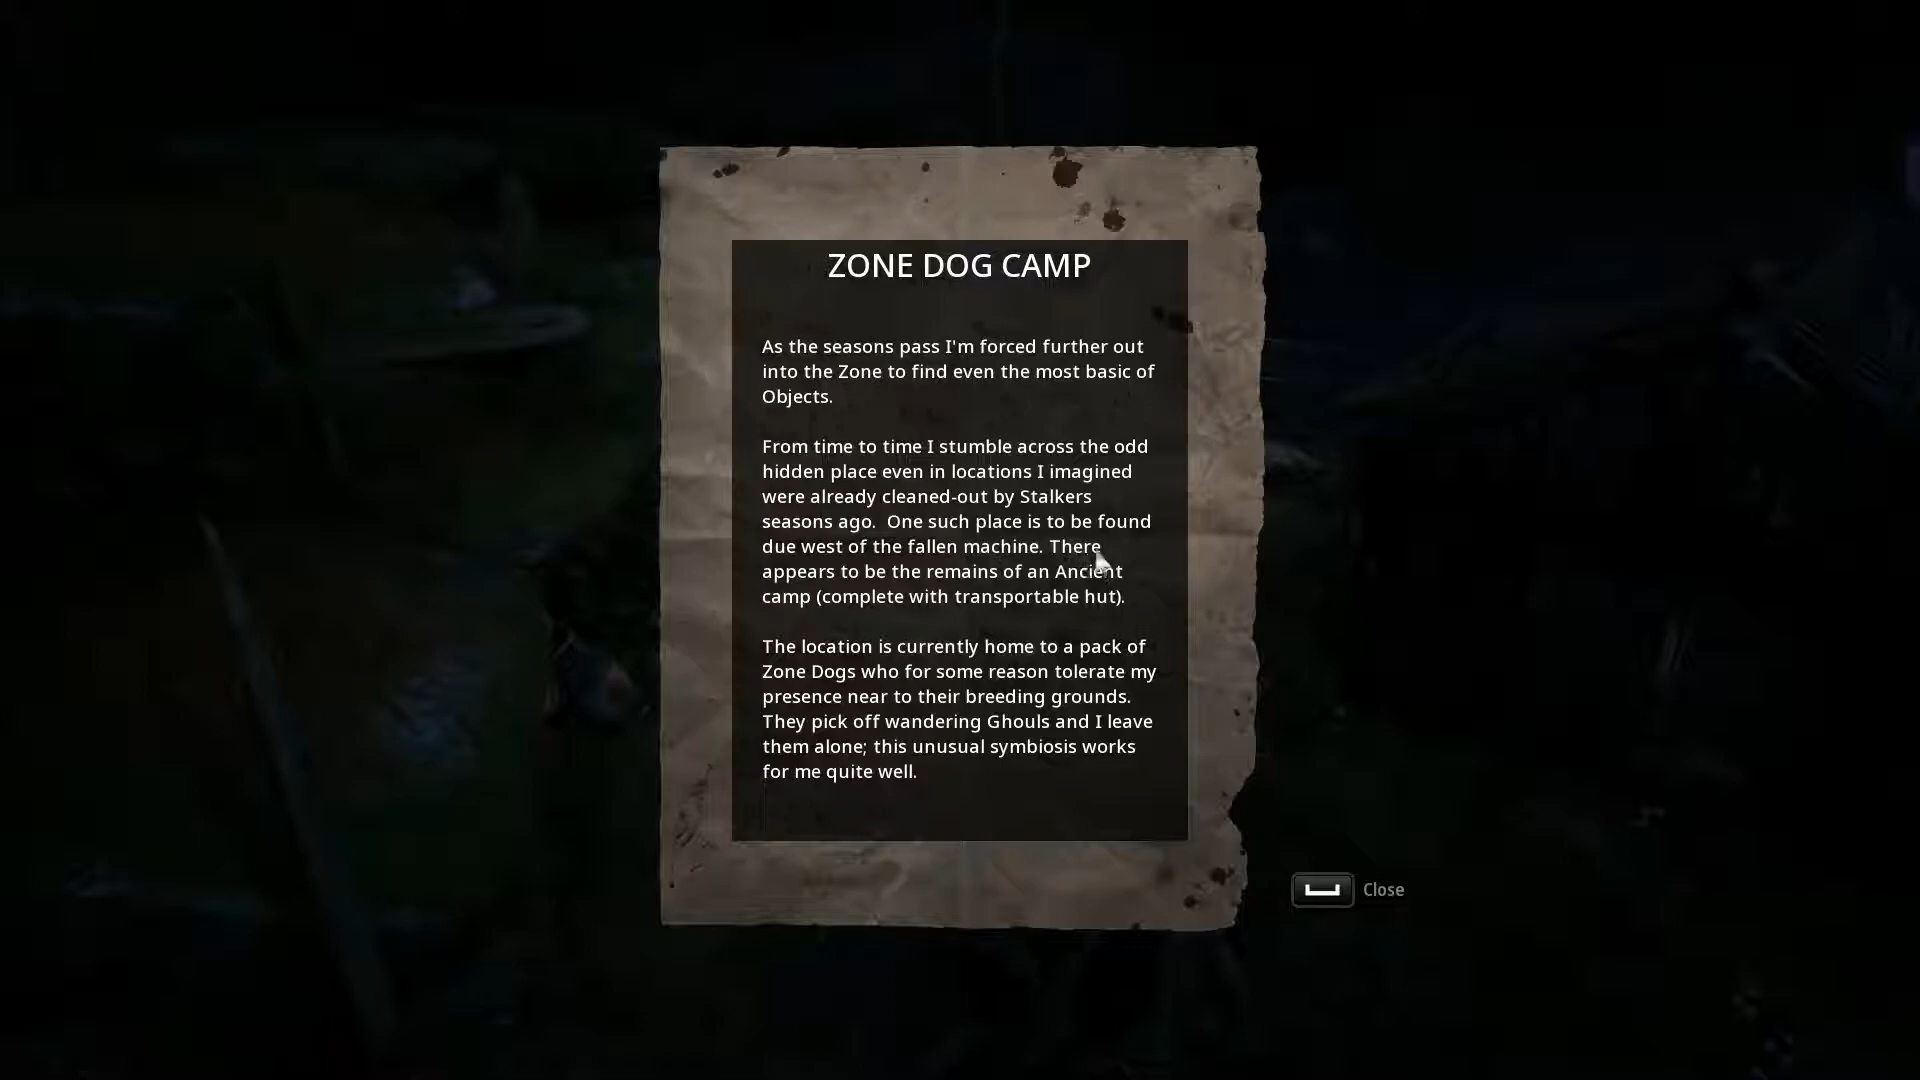 ZONE DOG CAMP
As the seasons pass I'm forced further out
into the Zone to find even the most basic of
Objects.
From time to time I stumble across the odd
hidden place even in locations I imagined
were already cleaned-out by Stalkers
seasons ago.  One such place is to be found
due west of the fallen machine. There
appears to be the remains of an Ancient
camp (complete with transportable hut).
The location is currently home to a pack of
Zone Dogs who for some reason tolerate my
presence near to their breeding grounds.
They pick off wandering Ghouls and I leave
them alone; this unusual symbiosis works
for me quite well.
Close